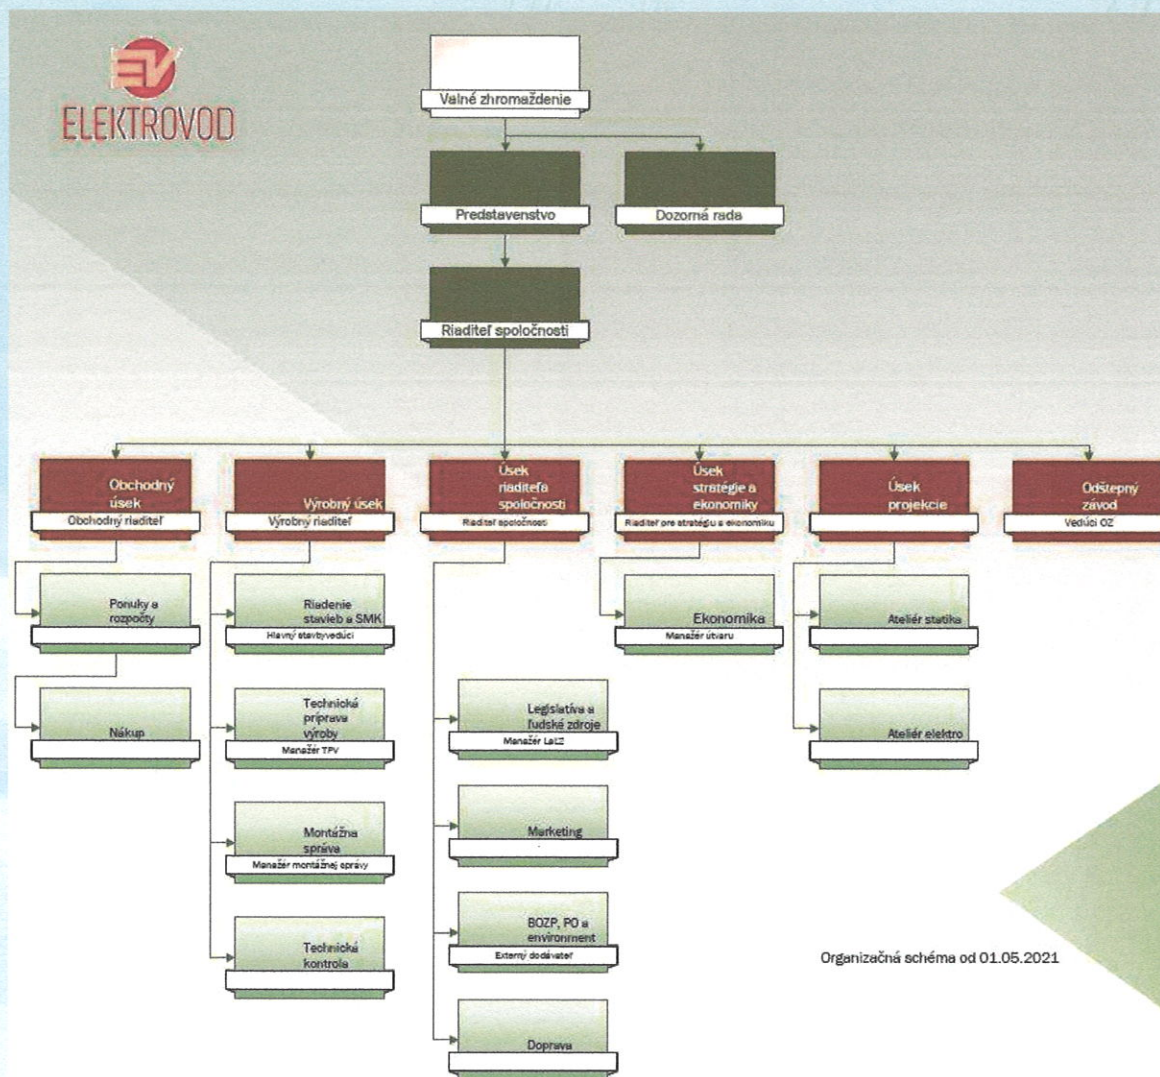 EV
ELEKTROVOD
Valné zhromaždenie
Predstavenstvo
Dozorná rada
Riaditeľ spoločnosti
Obchodný
úsek
Obchodný riaditeľ
Výrobný úsek
Výrobný riaditeľ
Úsek
riaditeľa
spoločnosti
Riaditeľ spoločnosti
Úsek
stratégie a
ekonomiky
Riaditeľ pre stratégiu a ekonomiku
Úsek
projekcie
Odštepný
závod
Vedúci OZ
Ponuky a
rozpočty
Nákup
Riadenie
stavieb a SMK
Hlavný stavbyvedúci
Technická
príprava
výroby
Manažér TPV
Montážna
správa
Manažér montážnej správy
Technická
kontrola
Legislatíva a
ľudské zdroje
Manažér LaĽZ
Marketing
BOZP, PO a
environment
Externý dodávateľ
Doprava
Ekonomika
Manažér útvaru
Ateliér statika
Ateliér elektro
Organizačná schéma od 01.05.2021